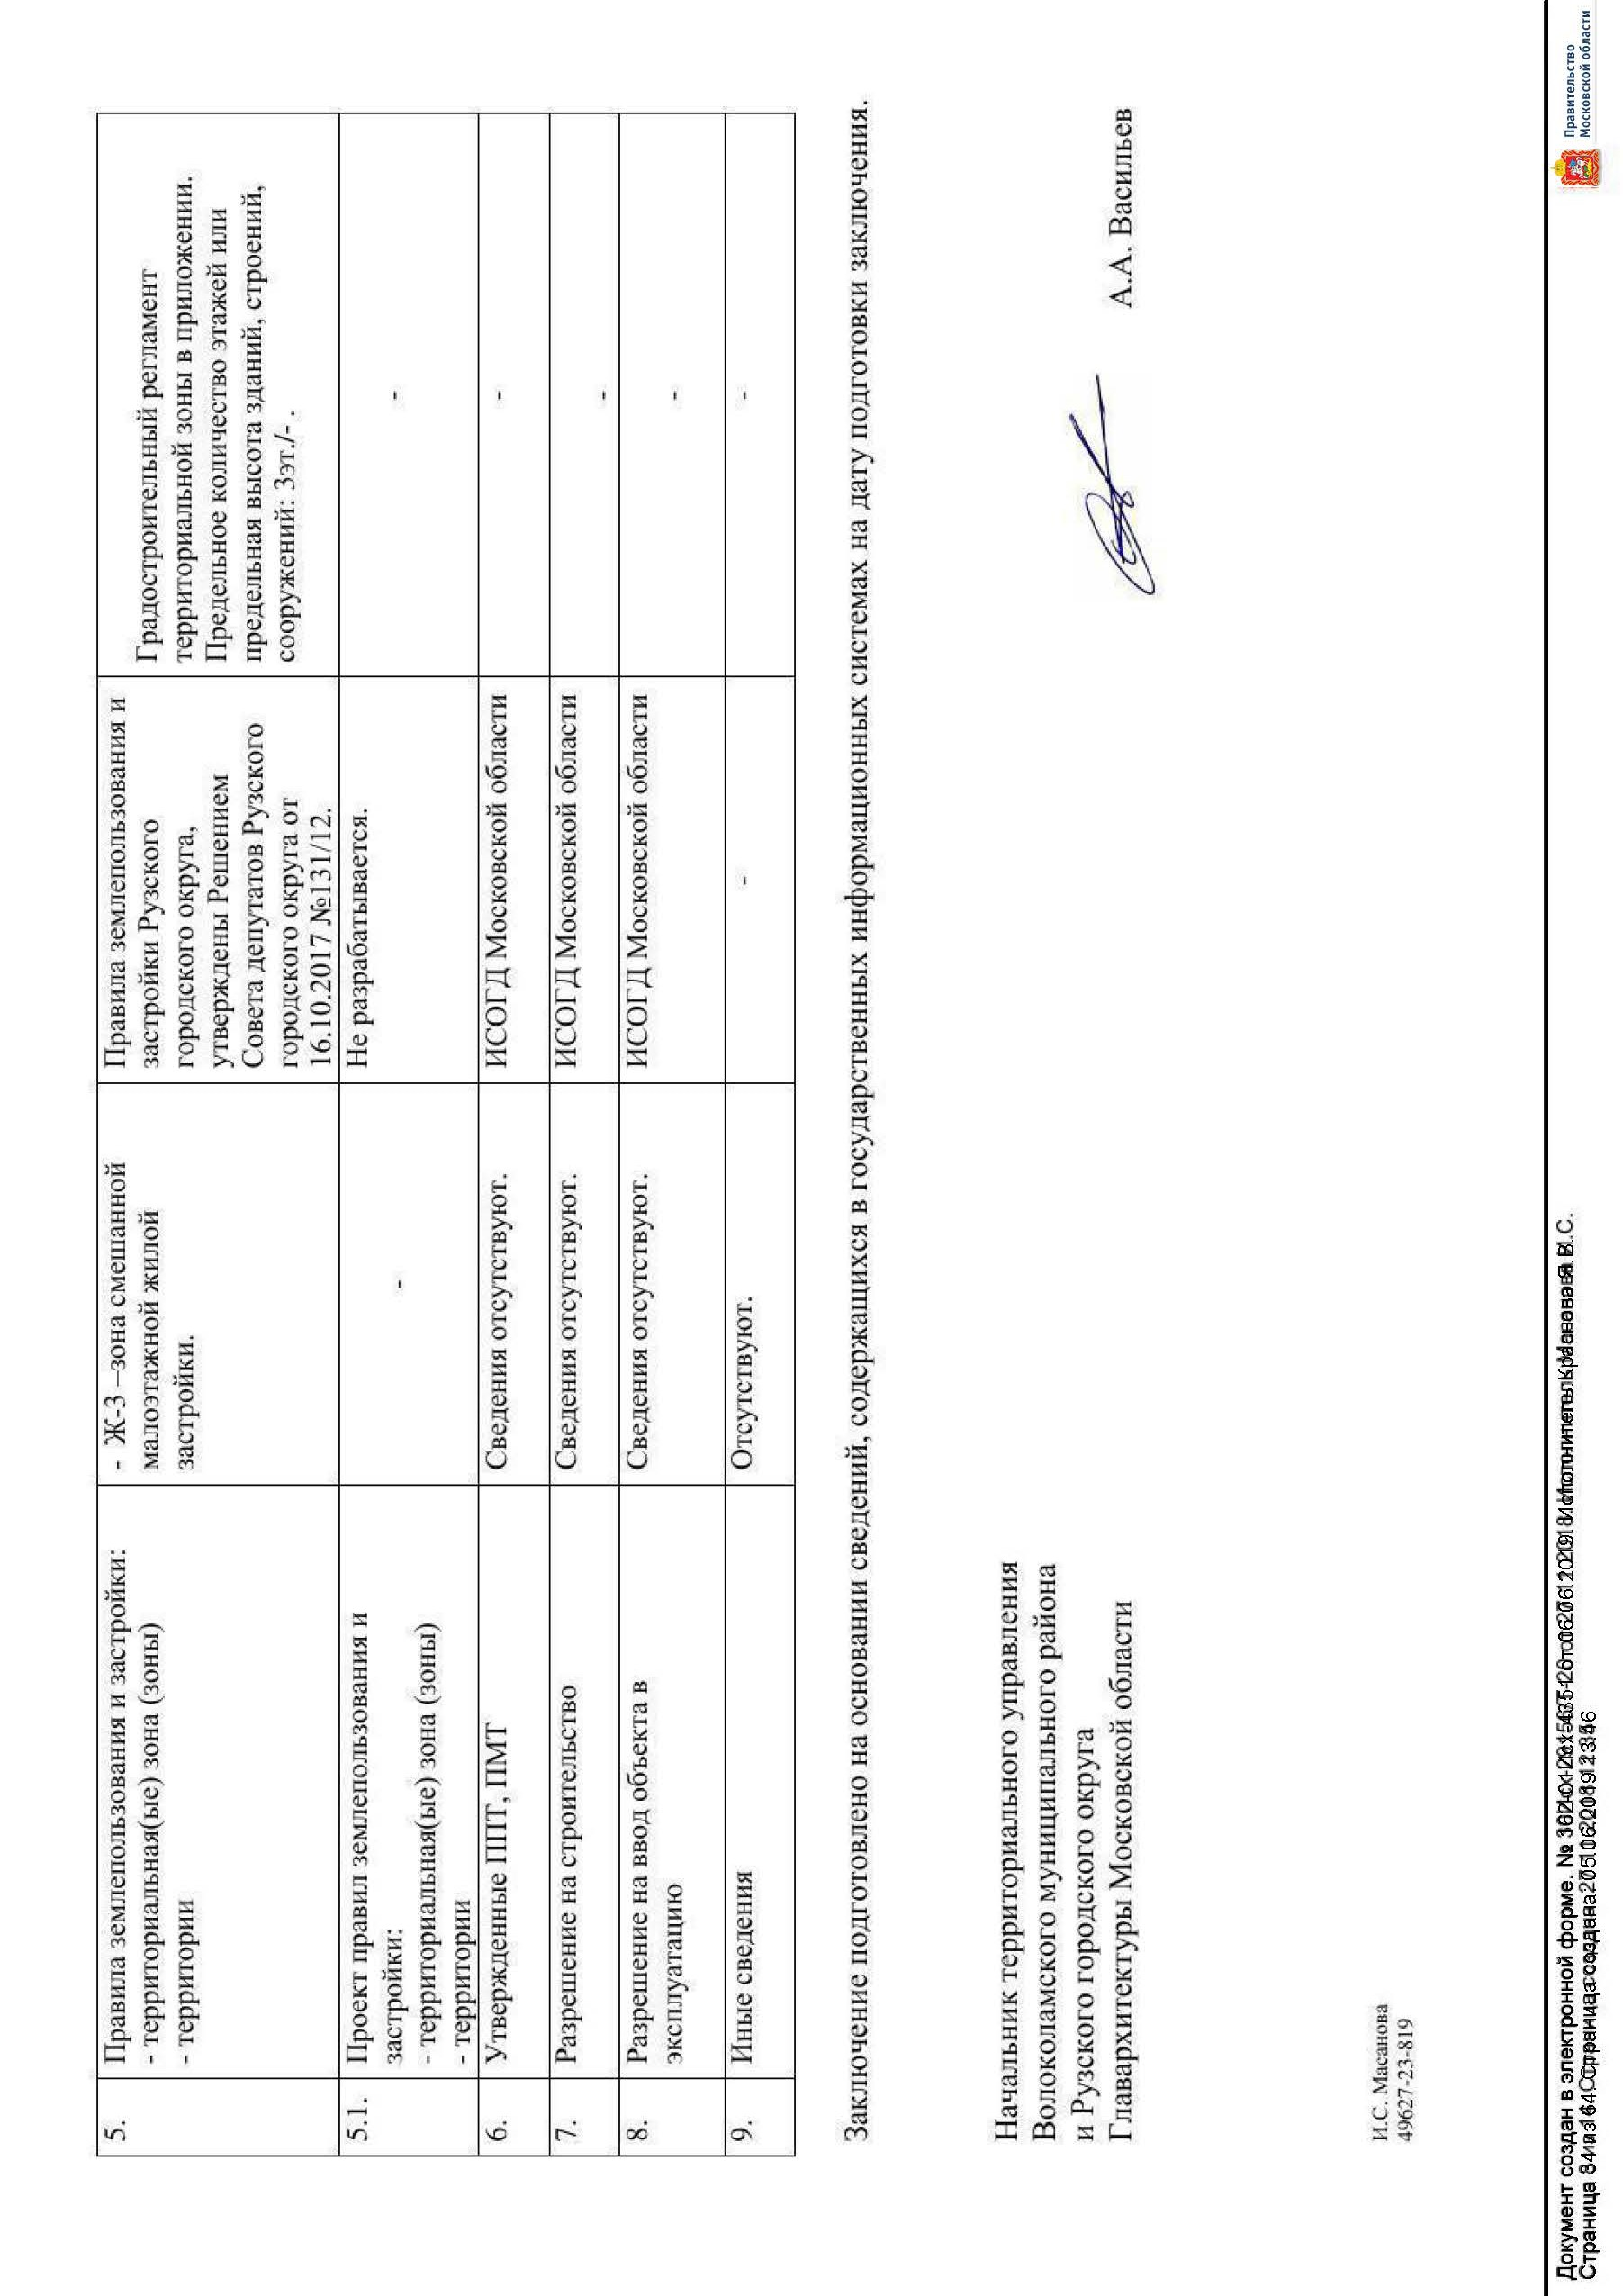 5.
Правила землепользования и застройки:
- территориальная(ые) зона (зоны)
- территории
- Ж-3 –зона смешанной
малоэтажной жилой
застройки.
Правила землепользования и
застройки Рузского
городского округа,
утверждены Решением
Совета депутатов Рузского
городского округа от
16.10.2017 №131/12.
Градостроительный регламент
территориальной зоны в приложении.
Предельное количество этажей или
предельная высота зданий, строений,
сооружений: 3эт./- .
5.1.
Проект правил землепользования и
застройки:
- территориальная(ые) зона (зоны)
- территории
-
Не разрабатывается.
-
6.
Утвержденные ППТ, ПМТ
Сведения отсутствуют.
ИСОГД Московской области
-
7.
Разрешение на строительство
Сведения отсутствуют.
ИСОГД Московской области
-
8.
Разрешение на ввод объекта в
эксплуатацию
Сведения отсутствуют.
ИСОГД Московской области
-
9.
Иные сведения
Отсутствуют.
-
-
Заключение подготовлено на основании сведений, содержащихся в государственных информационных системах на дату подготовки заключения.
Начальник территориального управления
Волоколамского муниципального района
и Рузского городского округа
Главархитектуры Московской области
А.А. Васильев
И.С. Масанова
49627-23-819
Документ создан в электронной форме. №
Страница
Правительство
Московской области